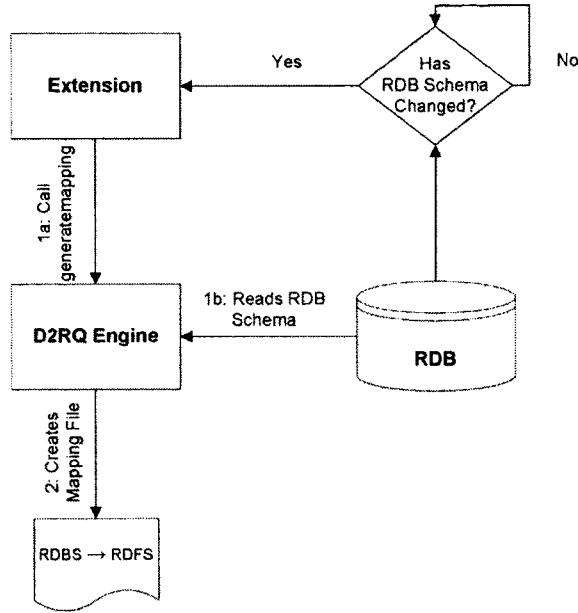 Has
RDB Schema
Changed?
Yes
No
Extension
1a: Call
generatemapping
1b: Reads RDB
Schema
D2RQ Engine
RDB
2: Creates
Mapping File
RDBS → RDFS